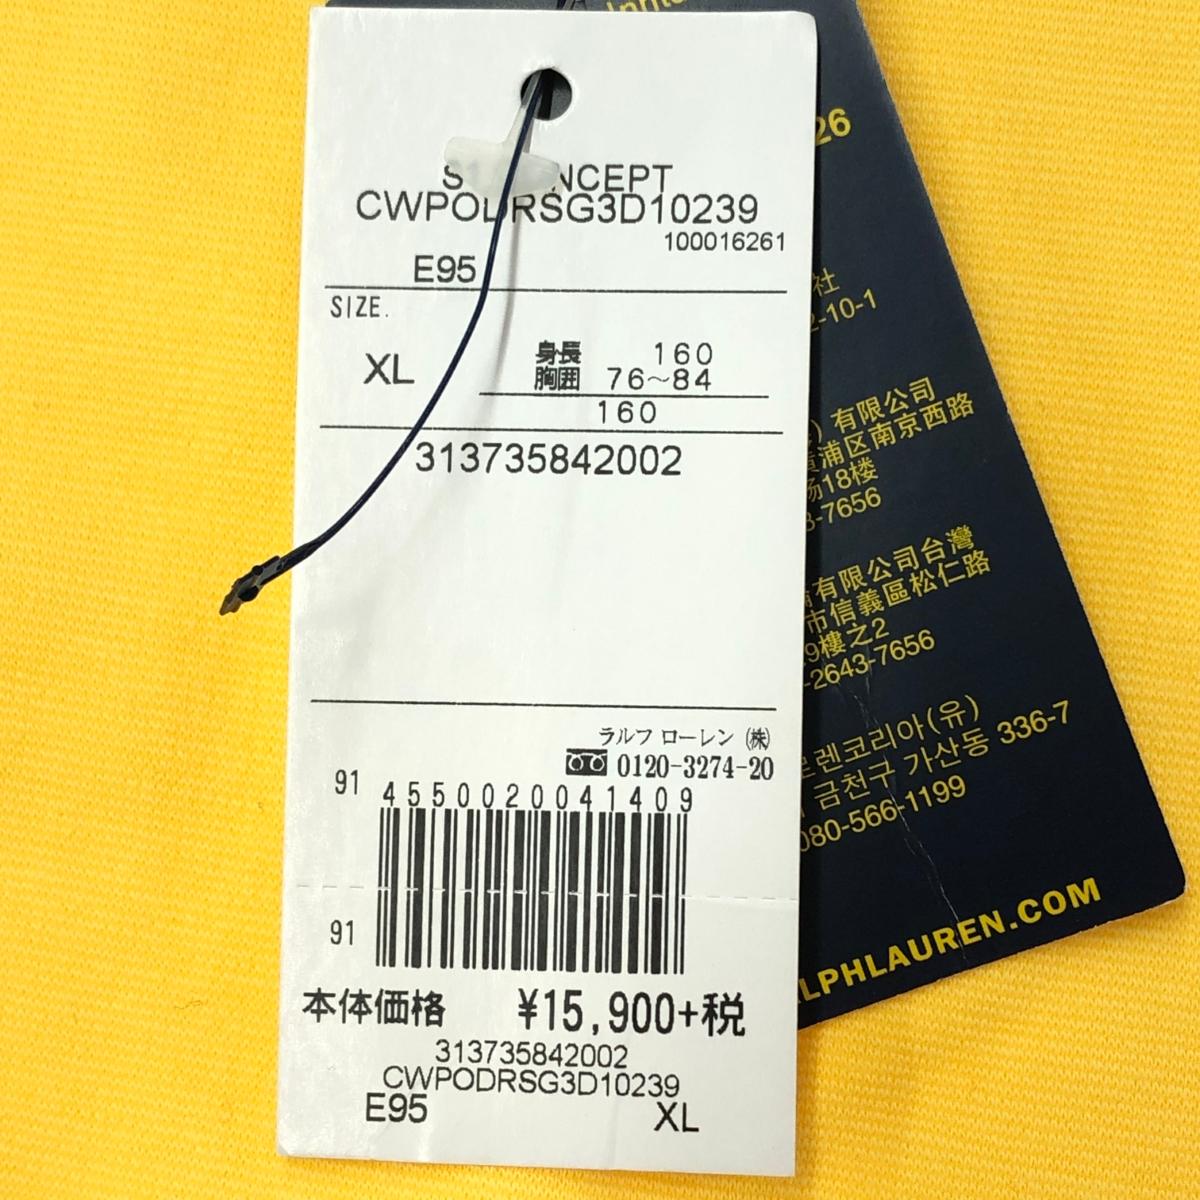 NCEPT
CWPODRSG3D10239
100016261
E95
SIZE.
XL
身長 160
胸囲 76~84
160
313735842002
ラルフ ローレン (株)
0120-3274-20
91
4550020041409
91
本体価格 ¥15,900+税
313735842002
CWPODRSG3D10239
E95 XL
26
社
2-10-1
有限公司
浦区南京西路
18楼
-7656
有限公司台灣
市信義區松仁路
9樓之2
-2643-7656
렌코리아(유)
금천구 가산동 336-7
080-566-1199
LPHLAUREN.COM